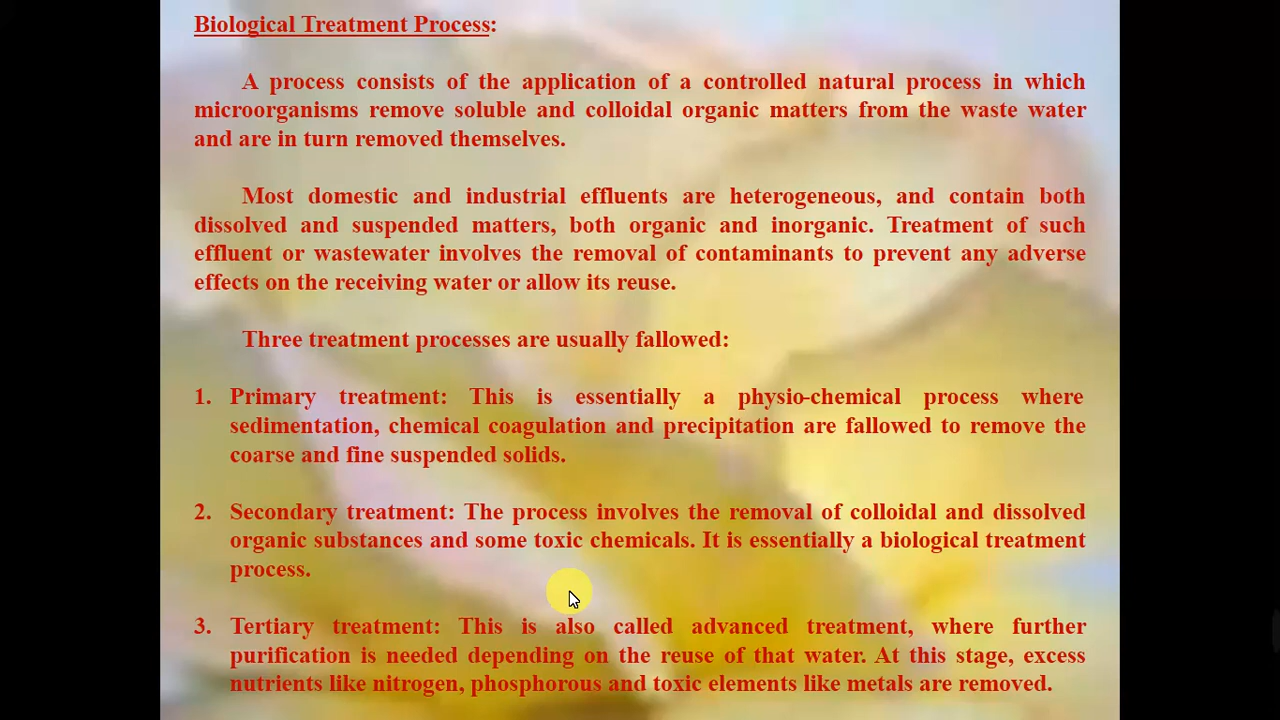 Biological Treatment Process:
A process consists of the application of a controlled natural process in which
microorganisms remove soluble and colloidal organic matters from the waste water
and are in turn removed themselves.
Most domestic and industrial effluents are heterogeneous, and contain both
dissolved and suspended matters, both organic and inorganic. Treatment of such
effluent or wastewater involves the removal of contaminants to prevent any adverse
effects on the receiving water or allow its reuse.
Three treatment processes are usually fallowed:
1. Primary treatment: This is essentially a physio-chemical process where
sedimentation, chemical coagulation and precipitation are fallowed to remove the
coarse and fine suspended solids.
2. Secondary treatment: The process involves the removal of colloidal and dissolved
organic substances and some toxic chemicals. It is essentially a biological treatment
process.
3. Tertiary treatment: This is also called advanced treatment, where further
purification is needed depending on the reuse of that water. At this stage, excess
nutrients like nitrogen, phosphorous and toxic elements like metals are removed.